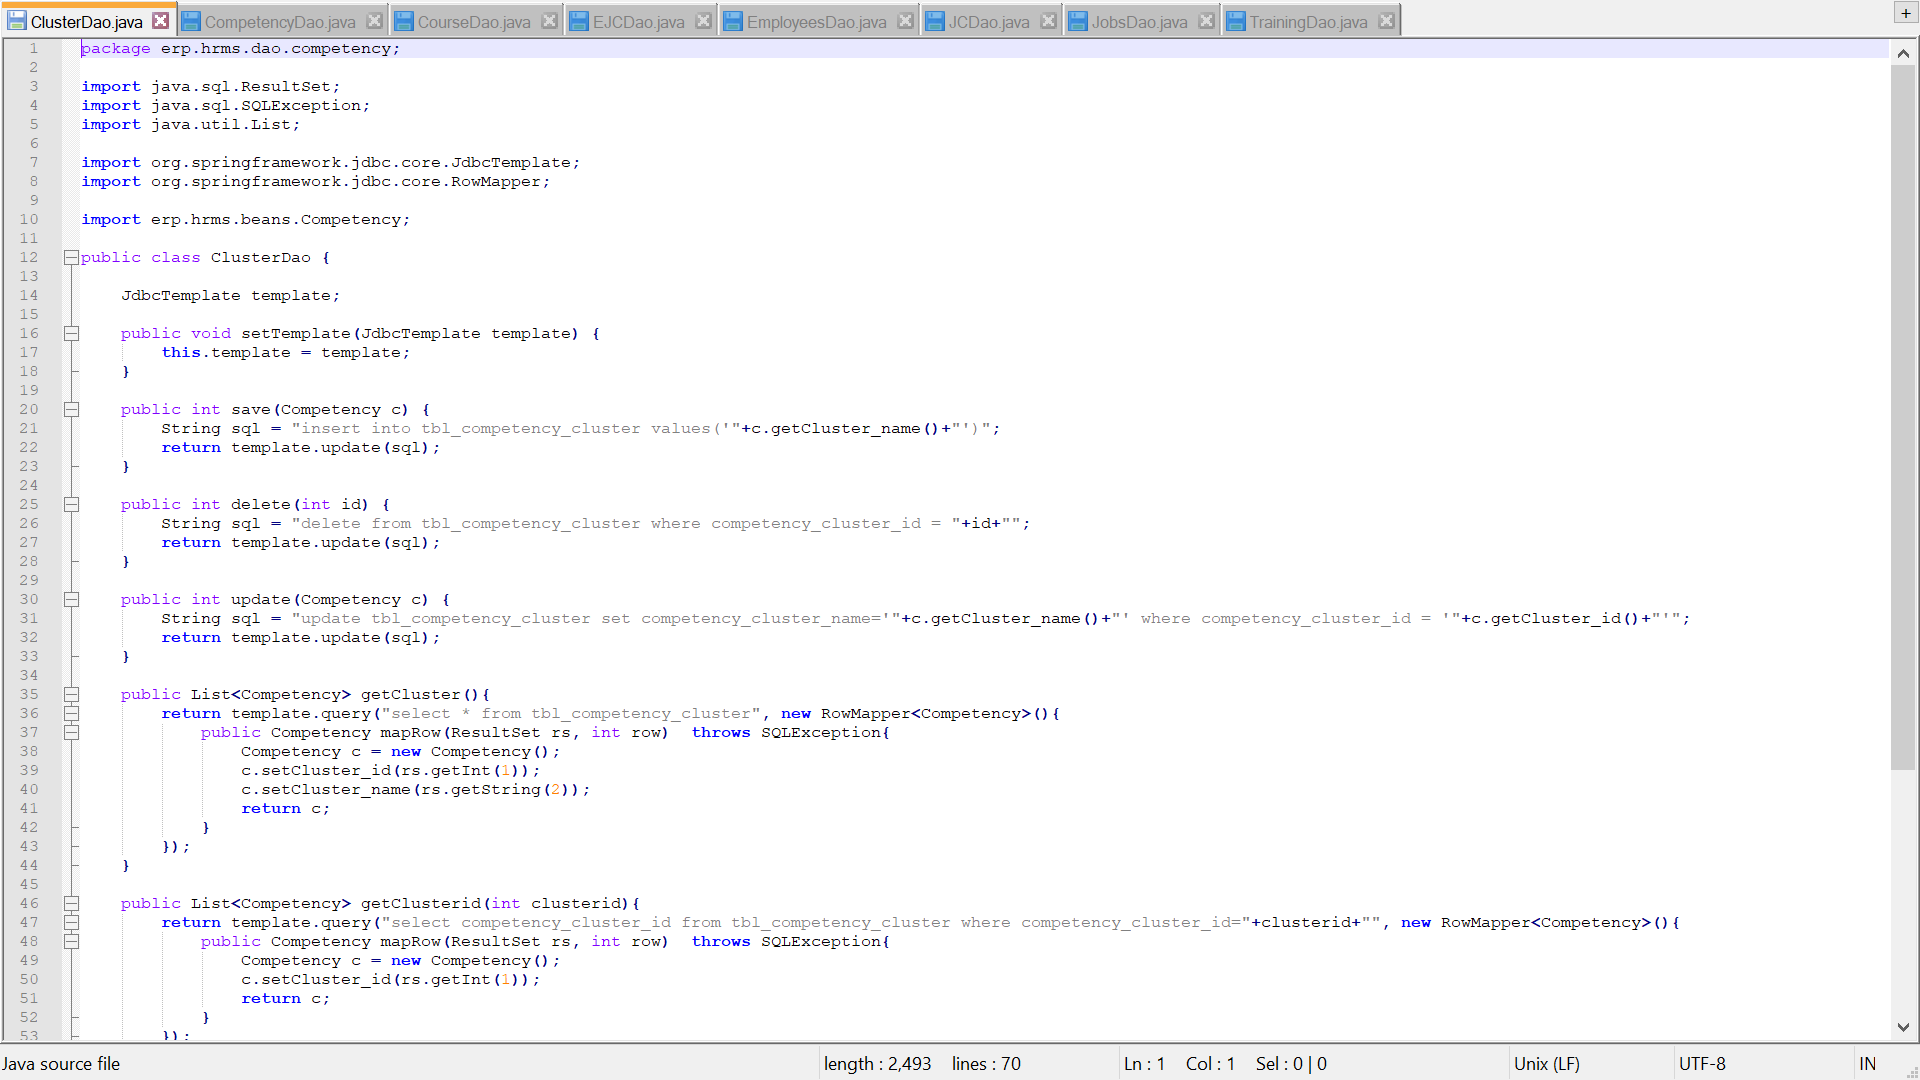 ClusterDao.java CompetencyDao.java CourseDao.java EJCDao.java EmployeesDao.java JCDao.java JobsDao.java TrainingDao.java +
1 package erp.hrms.dao.competency;
2
3 import java.sql.ResultSet;
4 import java.sql.SQLException;
5 import java.util.List;
6
7 import org.springframework.jdbc.core.JdbcTemplate;
8 import org.springframework.jdbc.core.RowMapper;
9
10 import erp.hrms.beans.Competency;
11
12 public class ClusterDao {
13
14 JdbcTemplate template;
15
16 public void setTemplate(JdbcTemplate template) {
17 this.template = template;
18 }
19
20 public int save(Competency c) {
21 String sql = "insert into tbl_competency_cluster values('"+c.getCluster_name()+"')";
22 return template.update(sql);
23 }
24
25 public int delete(int id) {
26 String sql = "delete from tbl_competency_cluster where competency_cluster_id = "+id+"";
27 return template.update(sql);
28 }
29
30 public int update(Competency c) {
31 String sql = "update tbl_competency_cluster set competency_cluster_name='"+c.getCluster_name()+"' where competency_cluster_id = '"+c.getCluster_id()+"'";
32 return template.update(sql);
33 }
34
35 public List<Competency> getCluster(){
36 return template.query("select * from tbl_competency_cluster", new RowMapper<Competency>(){
37 public Competency mapRow(ResultSet rs, int row)  throws SQLException{
38 Competency c = new Competency();
39 c.setCluster_id(rs.getInt(1));
40 c.setCluster_name(rs.getString(2));
41 return c;
42 }
43 });
44 }
45
46 public List<Competency> getClusterid(int clusterid){
47 return template.query("select competency_cluster_id from tbl_competency_cluster where competency_cluster_id="+clusterid+"", new RowMapper<Competency>(){
48 public Competency mapRow(ResultSet rs, int row)  throws SQLException{
49 Competency c = new Competency();
50 c.setCluster_id(rs.getInt(1));
51 return c;
52 }
53 });
Java source file length : 2,493 lines : 70 Ln : 1 Col : 1 Sel : 0 | 0 Unix (LF) UTF-8 IN